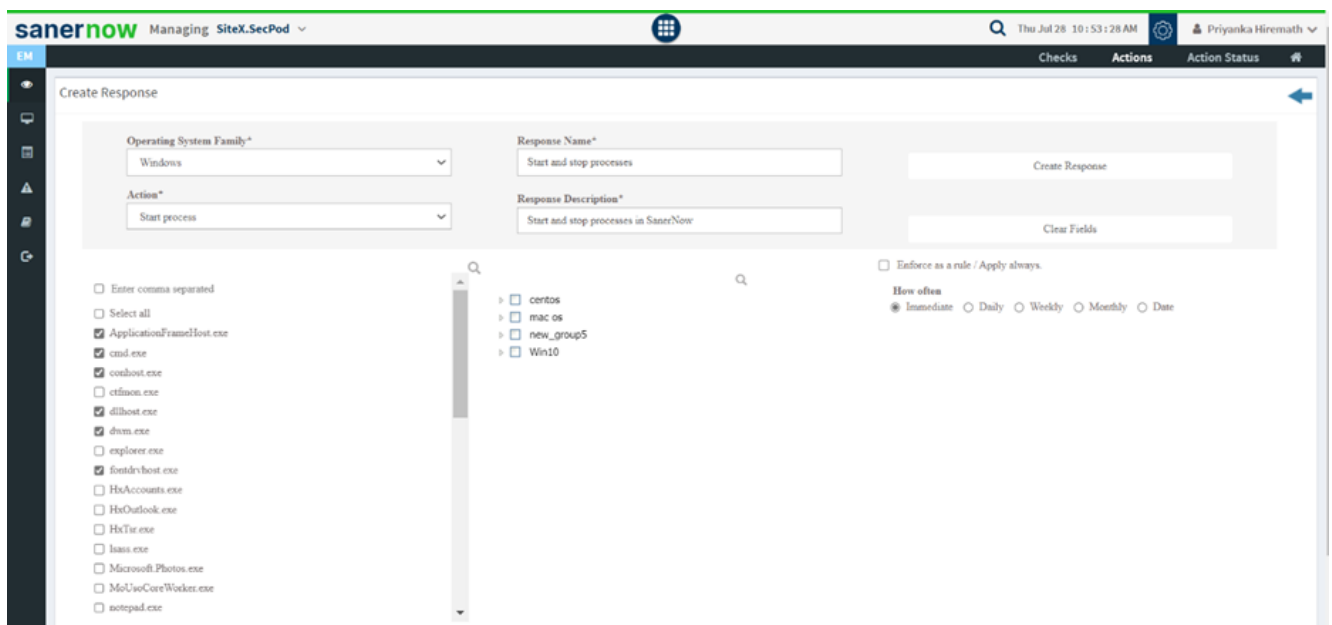 sanernow Managing SiteX.SecPod Thu Jul 28 10:53:28 AM Priyanka Hiremath
EM Checks Actions Action Status
Create Response
Operating System Family* Response Name*
Windows Start and stop processes Create Response
Action* Response Description*
Start process Start and stop processes in SanerNow Clear Fields
Enforce as a rule / Apply always.
Enter comma separated How often
centos Immediate Daily Weekly Monthly Date
Select all mac os
ApplicationFrameHost.exe new_group5
cmd.exe Win10
conhost.exe
ctfmon.exe
dllhost.exe
dwm.exe
explorer.exe
fontdrvhost.exe
HxAccounts.exe
HxOutlook.exe
HxTsr.exe
lsass.exe
Microsoft.Photos.exe
MoUsoCoreWorker.exe
notepad.exe